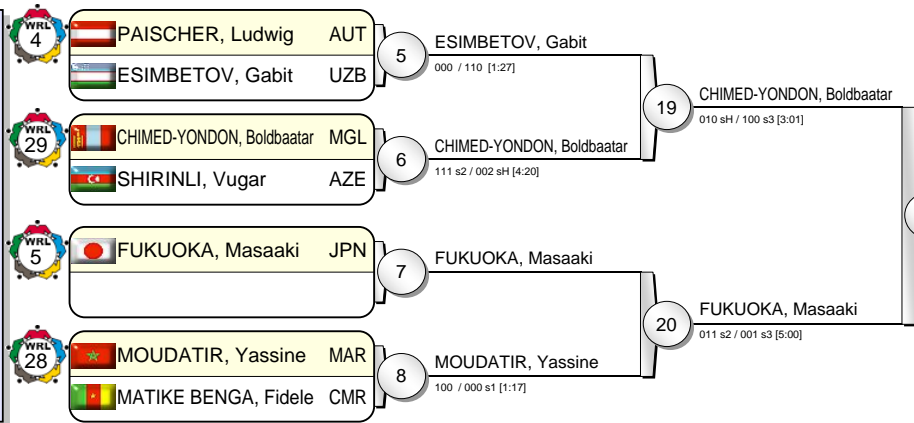 WRL
4
PAISCHER, Ludwig AUT
ESIMBETOV, Gabit UZB
5
ESIMBETOV, Gabit
000 / 110 [1:27]
19
CHIMED-YONDON, Boldbaatar
010 sH / 100 s3 [3:01]
WRL
29
CHIMED-YONDON, Boldbaatar MGL
SHIRINLI, Vugar AZE
6
CHIMED-YONDON, Boldbaatar
111 s2 / 002 sH [4:20]
WRL
5
FUKUOKA, Masaaki JPN
7
FUKUOKA, Masaaki
20
FUKUOKA, Masaaki
011 s2 / 001 s3 [5:00]
WRL
28
MOUDATIR, Yassine MAR
MATIKE BENGA, Fidele CMR
8
MOUDATIR, Yassine
100 / 000 s1 [1:17]